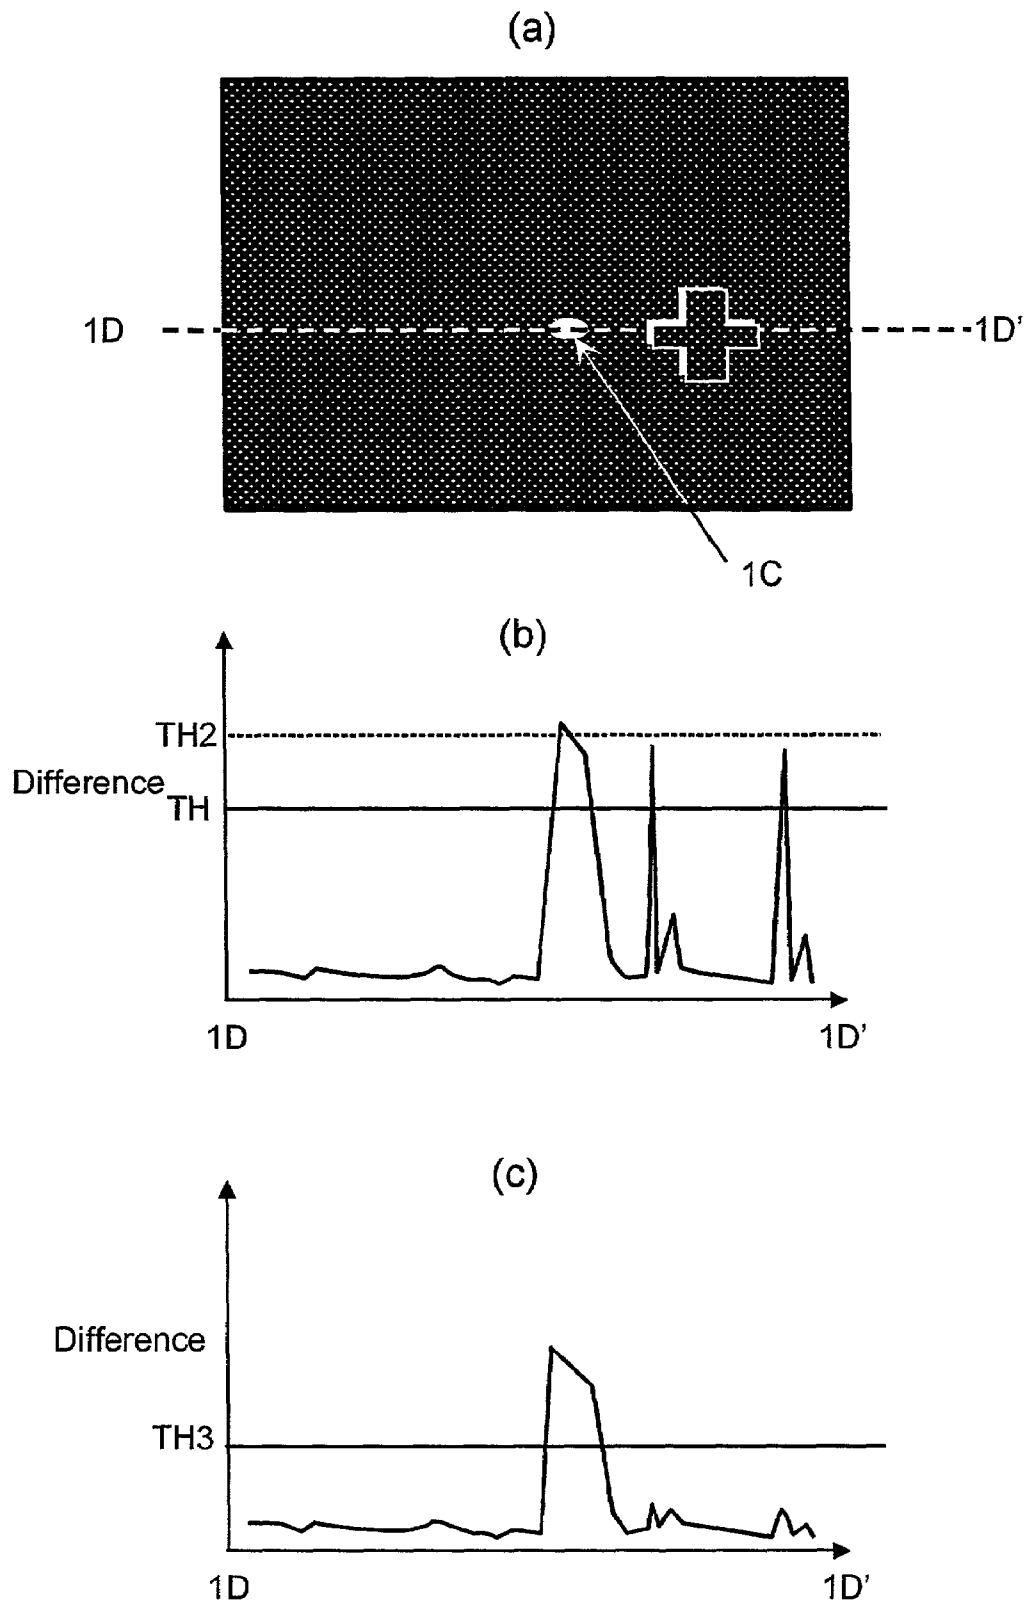 (a)
1D
1D'
1C
(b)
TH2
Difference
TH
1D
1D'
(c)
Difference
TH3
1D
1D'